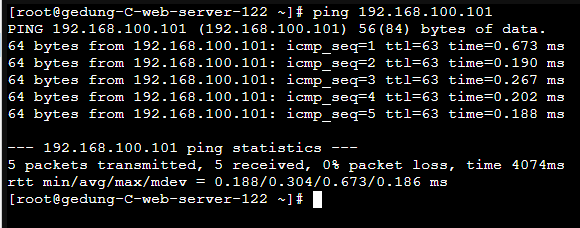 [root@gedung-C-web-server-122 ~]# ping 192.168.100.101
PING 192.168.100.101 (192.168.100.101) 56(84) bytes of data.
64 bytes from 192.168.100.101: icmp_seq=1 ttl=63 time=0.673 ms
64 bytes from 192.168.100.101: icmp_seq=2 ttl=63 time=0.190 ms
64 bytes from 192.168.100.101: icmp_seq=3 ttl=63 time=0.267 ms
64 bytes from 192.168.100.101: icmp_seq=4 ttl=63 time=0.202 ms
64 bytes from 192.168.100.101: icmp_seq=5 ttl=63 time=0.188 ms
--- 192.168.100.101 ping statistics ---
5 packets transmitted, 5 received, 0% packet loss, time 4074ms
rtt min/avg/max/mdev = 0.188/0.304/0.673/0.186 ms
[root@gedung-C-web-server-122 ~]#